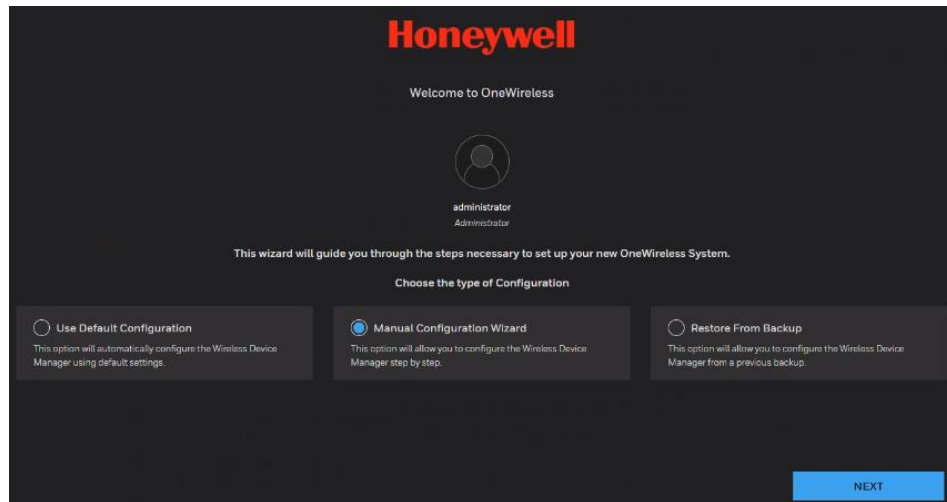 Honeywell
Welcome to OneWireless
administrator
Administrator
This wizard will guide you through the steps necessary to set up your new OneWireless System.
Choose the type of Configuration
Use Default Configuration
This option will automatically configure the Wireless Device
Manager using default settings.
Manual Configuration Wizard
This option will allow you to configure the Wireless Device
Manager step by step.
Restore From Backup
This option will allow you to configure the Wireless Device
Manager from a previous backup.
NEXT